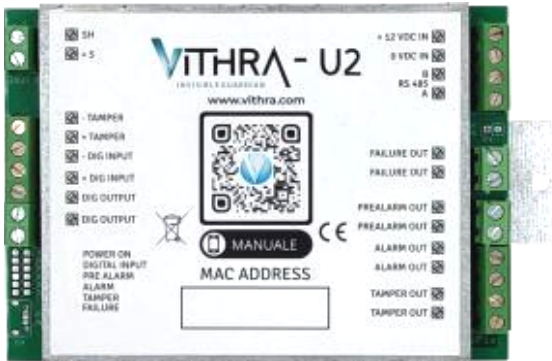 SH
+ S
VITHRA - U2
INVISIBLEGUARDIAN
www.vithra.com
+ 12 VDC IN
0 VDC IN
B
RS 485
A
- TAMPER
+ TAMPER
- DIG INPUT
+ DIG INPUT
DIG OUTPUT
DIG OUTPUT
FAILURE OUT
FAILURE OUT
PREALARM OUT
PREALARM OUT
ALARM OUT
ALARM OUT
TAMPER OUT
TAMPER OUT
MANUALE
CE
MAC ADDRESS
POWER ON
DIGITAL INPUT
PRE ALARM
ALARM
TAMPER
FAILURE